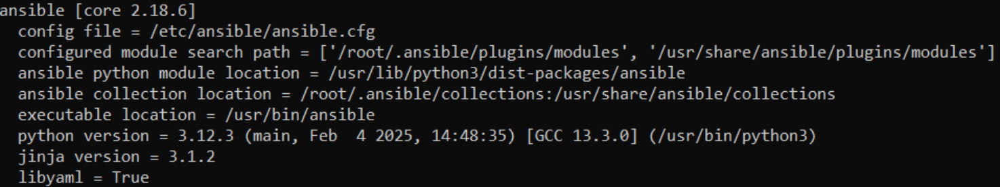 ansible [core 2.18.6]
  config file = /etc/ansible/ansible.cfg
  configured module search path = ['/root/.ansible/plugins/modules', '/usr/share/ansible/plugins/modules']
  ansible python module location = /usr/lib/python3/dist-packages/ansible
  ansible collection location = /root/.ansible/collections:/usr/share/ansible/collections
  executable location = /usr/bin/ansible
  python version = 3.12.3 (main, Feb  4 2025, 14:48:35) [GCC 13.3.0] (/usr/bin/python3)
  jinja version = 3.1.2
  libyaml = True